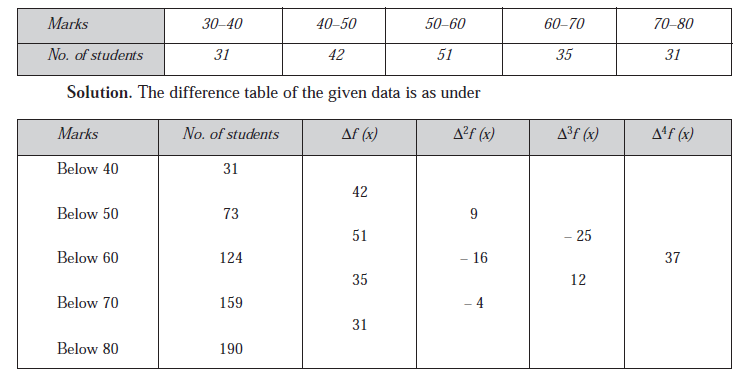 Marks 30–40 40–50 50–60 60–70 70–80
No. of students 31 42 51 35 31
Solution. The difference table of the given data is as under
Marks No. of students Δf (x) Δ²f (x) Δ³f (x) Δ⁴f (x)
Below 40 31
42
Below 50 73 9
51 – 25
Below 60 124 – 16 37
35 12
Below 70 159 – 4
31
Below 80 190